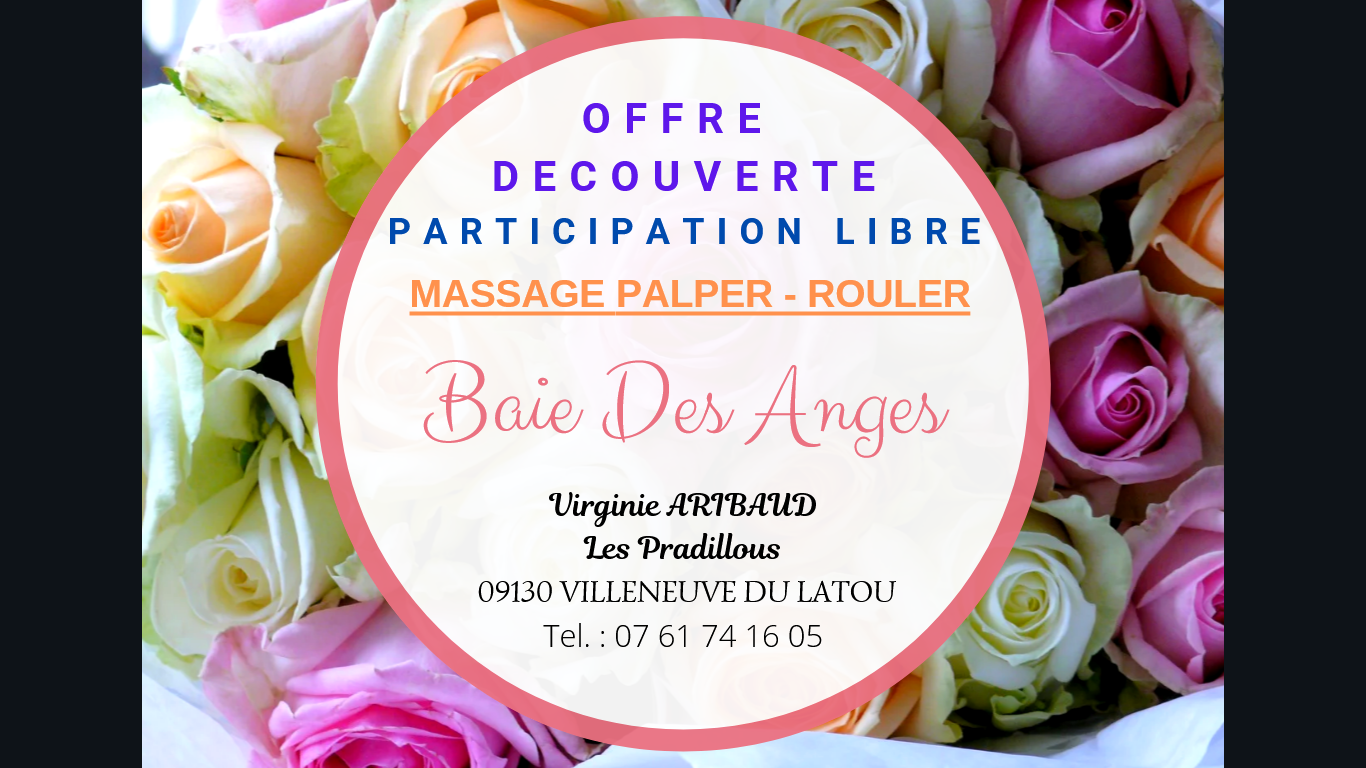 OFFRE
DECOUVERTE
PARTICIPATION LIBRE
MASSAGE PALPER - ROULER
Baie Des Anges
Virginie ARIBAUD
Les Pradillous
09130 VILLENEUVE DU LATOU
Tel. : 07 61 74 16 05